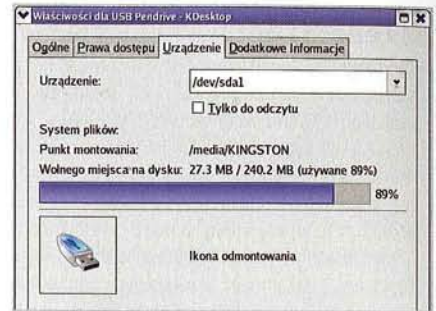 Właściwości dla USB Pendrive - KDesktop
Ogólne Prawa dostępu Urządzenie Dodatkowe Informacje
Urządzenie: /dev/sda1
Tylko do odczytu
System plików:
Punkt montowania: /media/KINGSTON
Wolnego miejsca na dysku: 27.3 MB / 240.2 MB (używane 89%)
89%
Ikona odmontowania